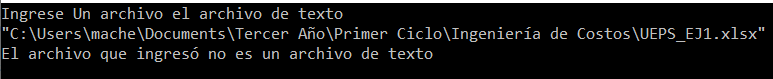 Ingrese Un archivo el archivo de texto
"C:\Users\mache\Documents\Tercer Año\Primer Ciclo\Ingeniería de Costos\UEPS_EJ1.xlsx"
El archivo que ingresó no es un archivo de texto